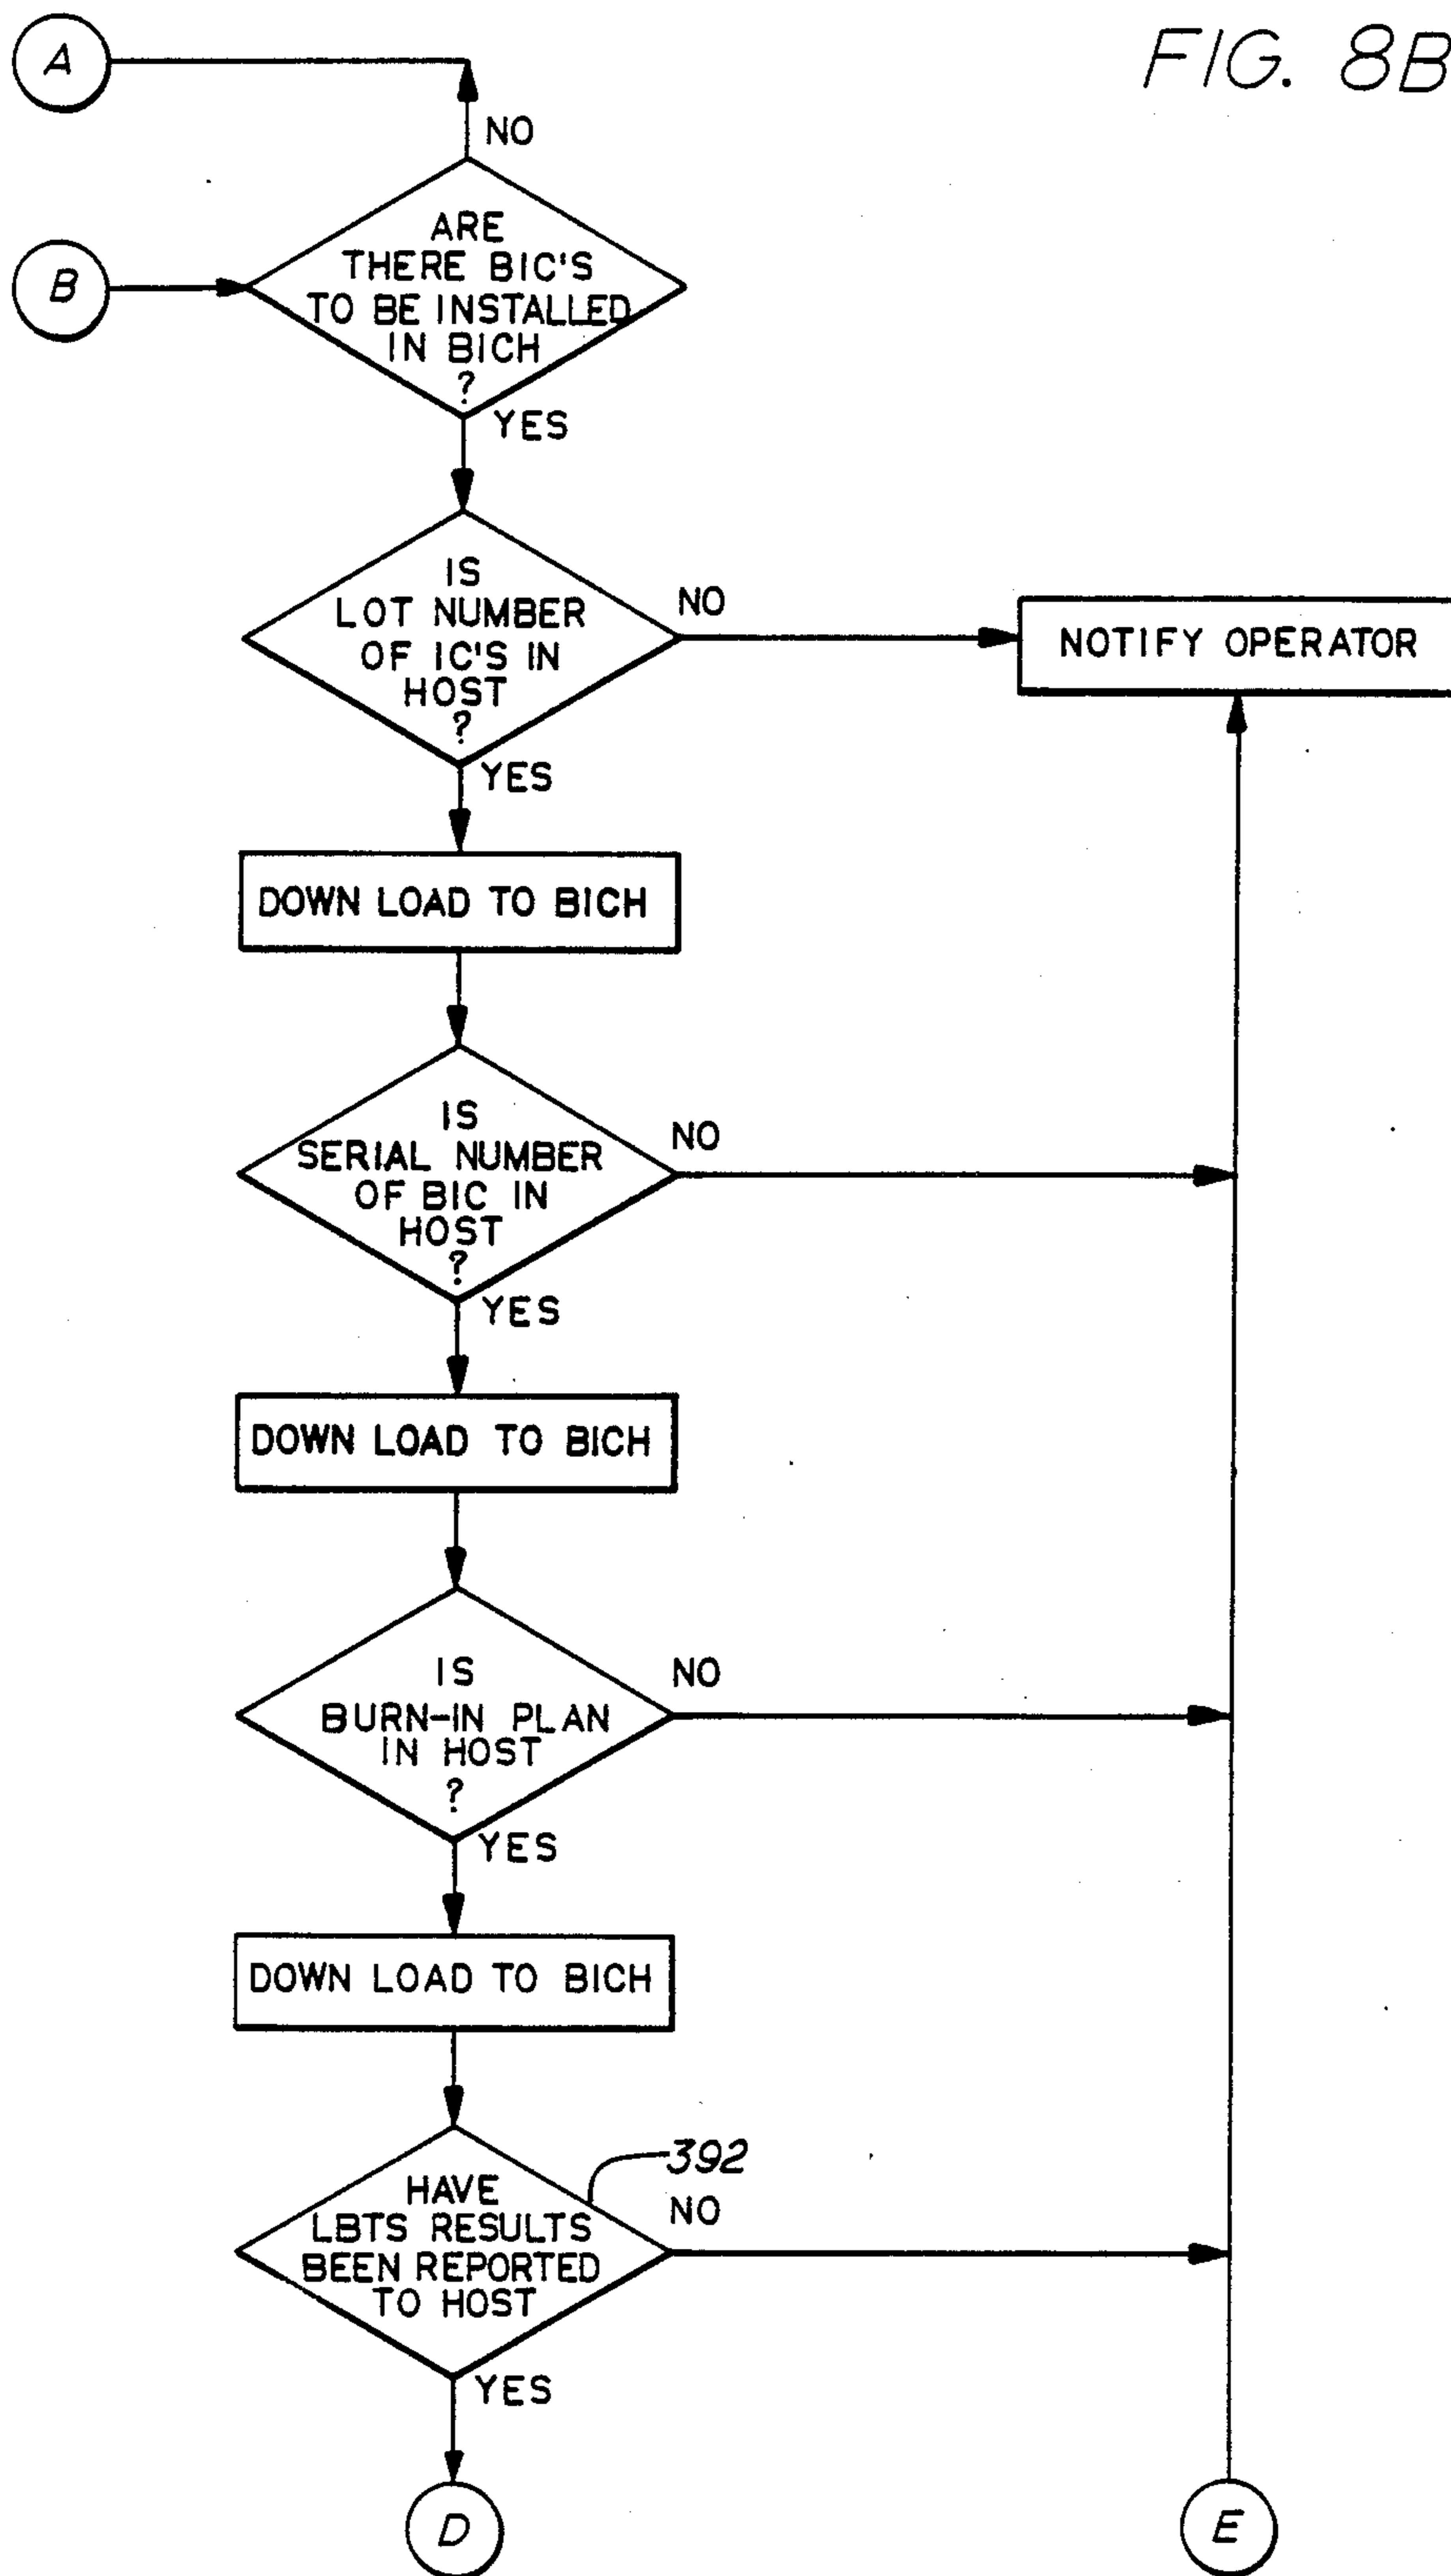 FIG. 8B
A
NO
ARE
THERE BIC'S
TO BE INSTALLED
IN BICH
?
B
YES
IS
LOT NUMBER
OF IC'S IN
HOST
?
NO
NOTIFY OPERATOR
YES
DOWN LOAD TO BICH
IS
SERIAL NUMBER
OF BIC IN
HOST
?
NO
YES
DOWN LOAD TO BICH
IS
BURN-IN PLAN
IN HOST
?
NO
YES
DOWN LOAD TO BICH
392
HAVE
LBTS RESULTS
BEEN REPORTED
TO HOST
NO
YES
D
E